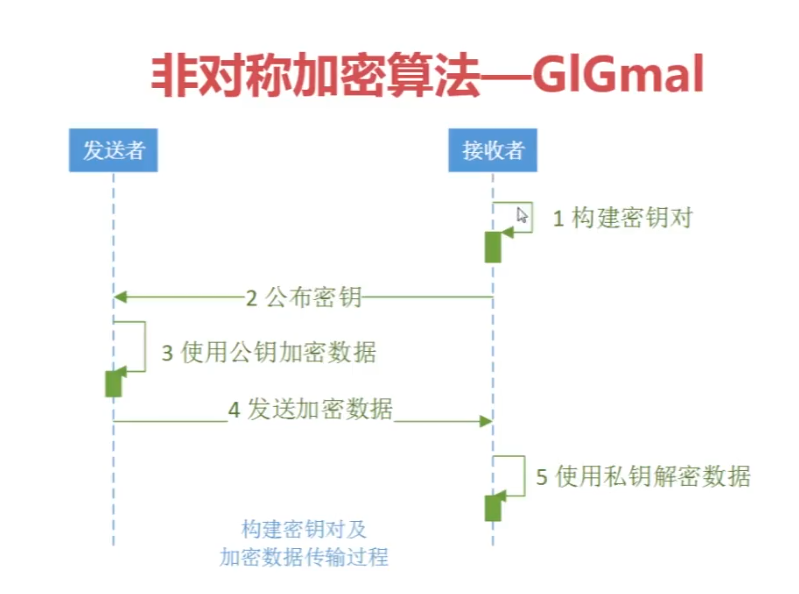 非对称加密算法—GlGmal
发送者
接收者
1 构建密钥对
2 公布密钥
3 使用公钥加密数据
4 发送加密数据
5 使用私钥解密数据
构建密钥对及
加密数据传输过程